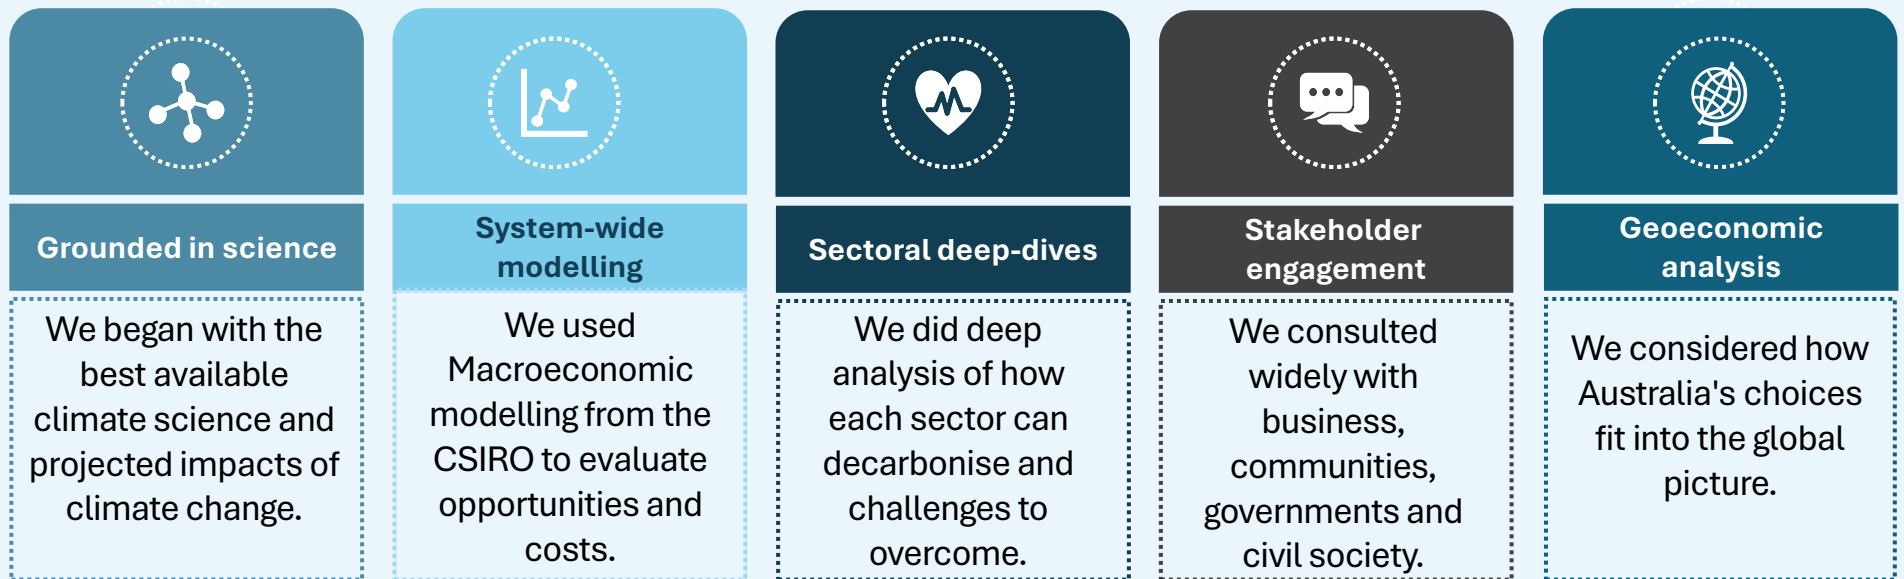 Grounded in science
We began with the
best available
climate science and
projected impacts of
climate change.
System-wide
modelling
We used
Macroeconomic
modelling from the
CSIRO to evaluate
opportunities and
costs.
Sectoral deep-dives
We did deep
analysis of how
each sector can
decarbonise and
challenges to
overcome.
Stakeholder
engagement
We consulted
widely with
business,
communities,
governments and
civil society.
Geoeconomic
analysis
We considered how
Australia's choices
fit into the global
picture.